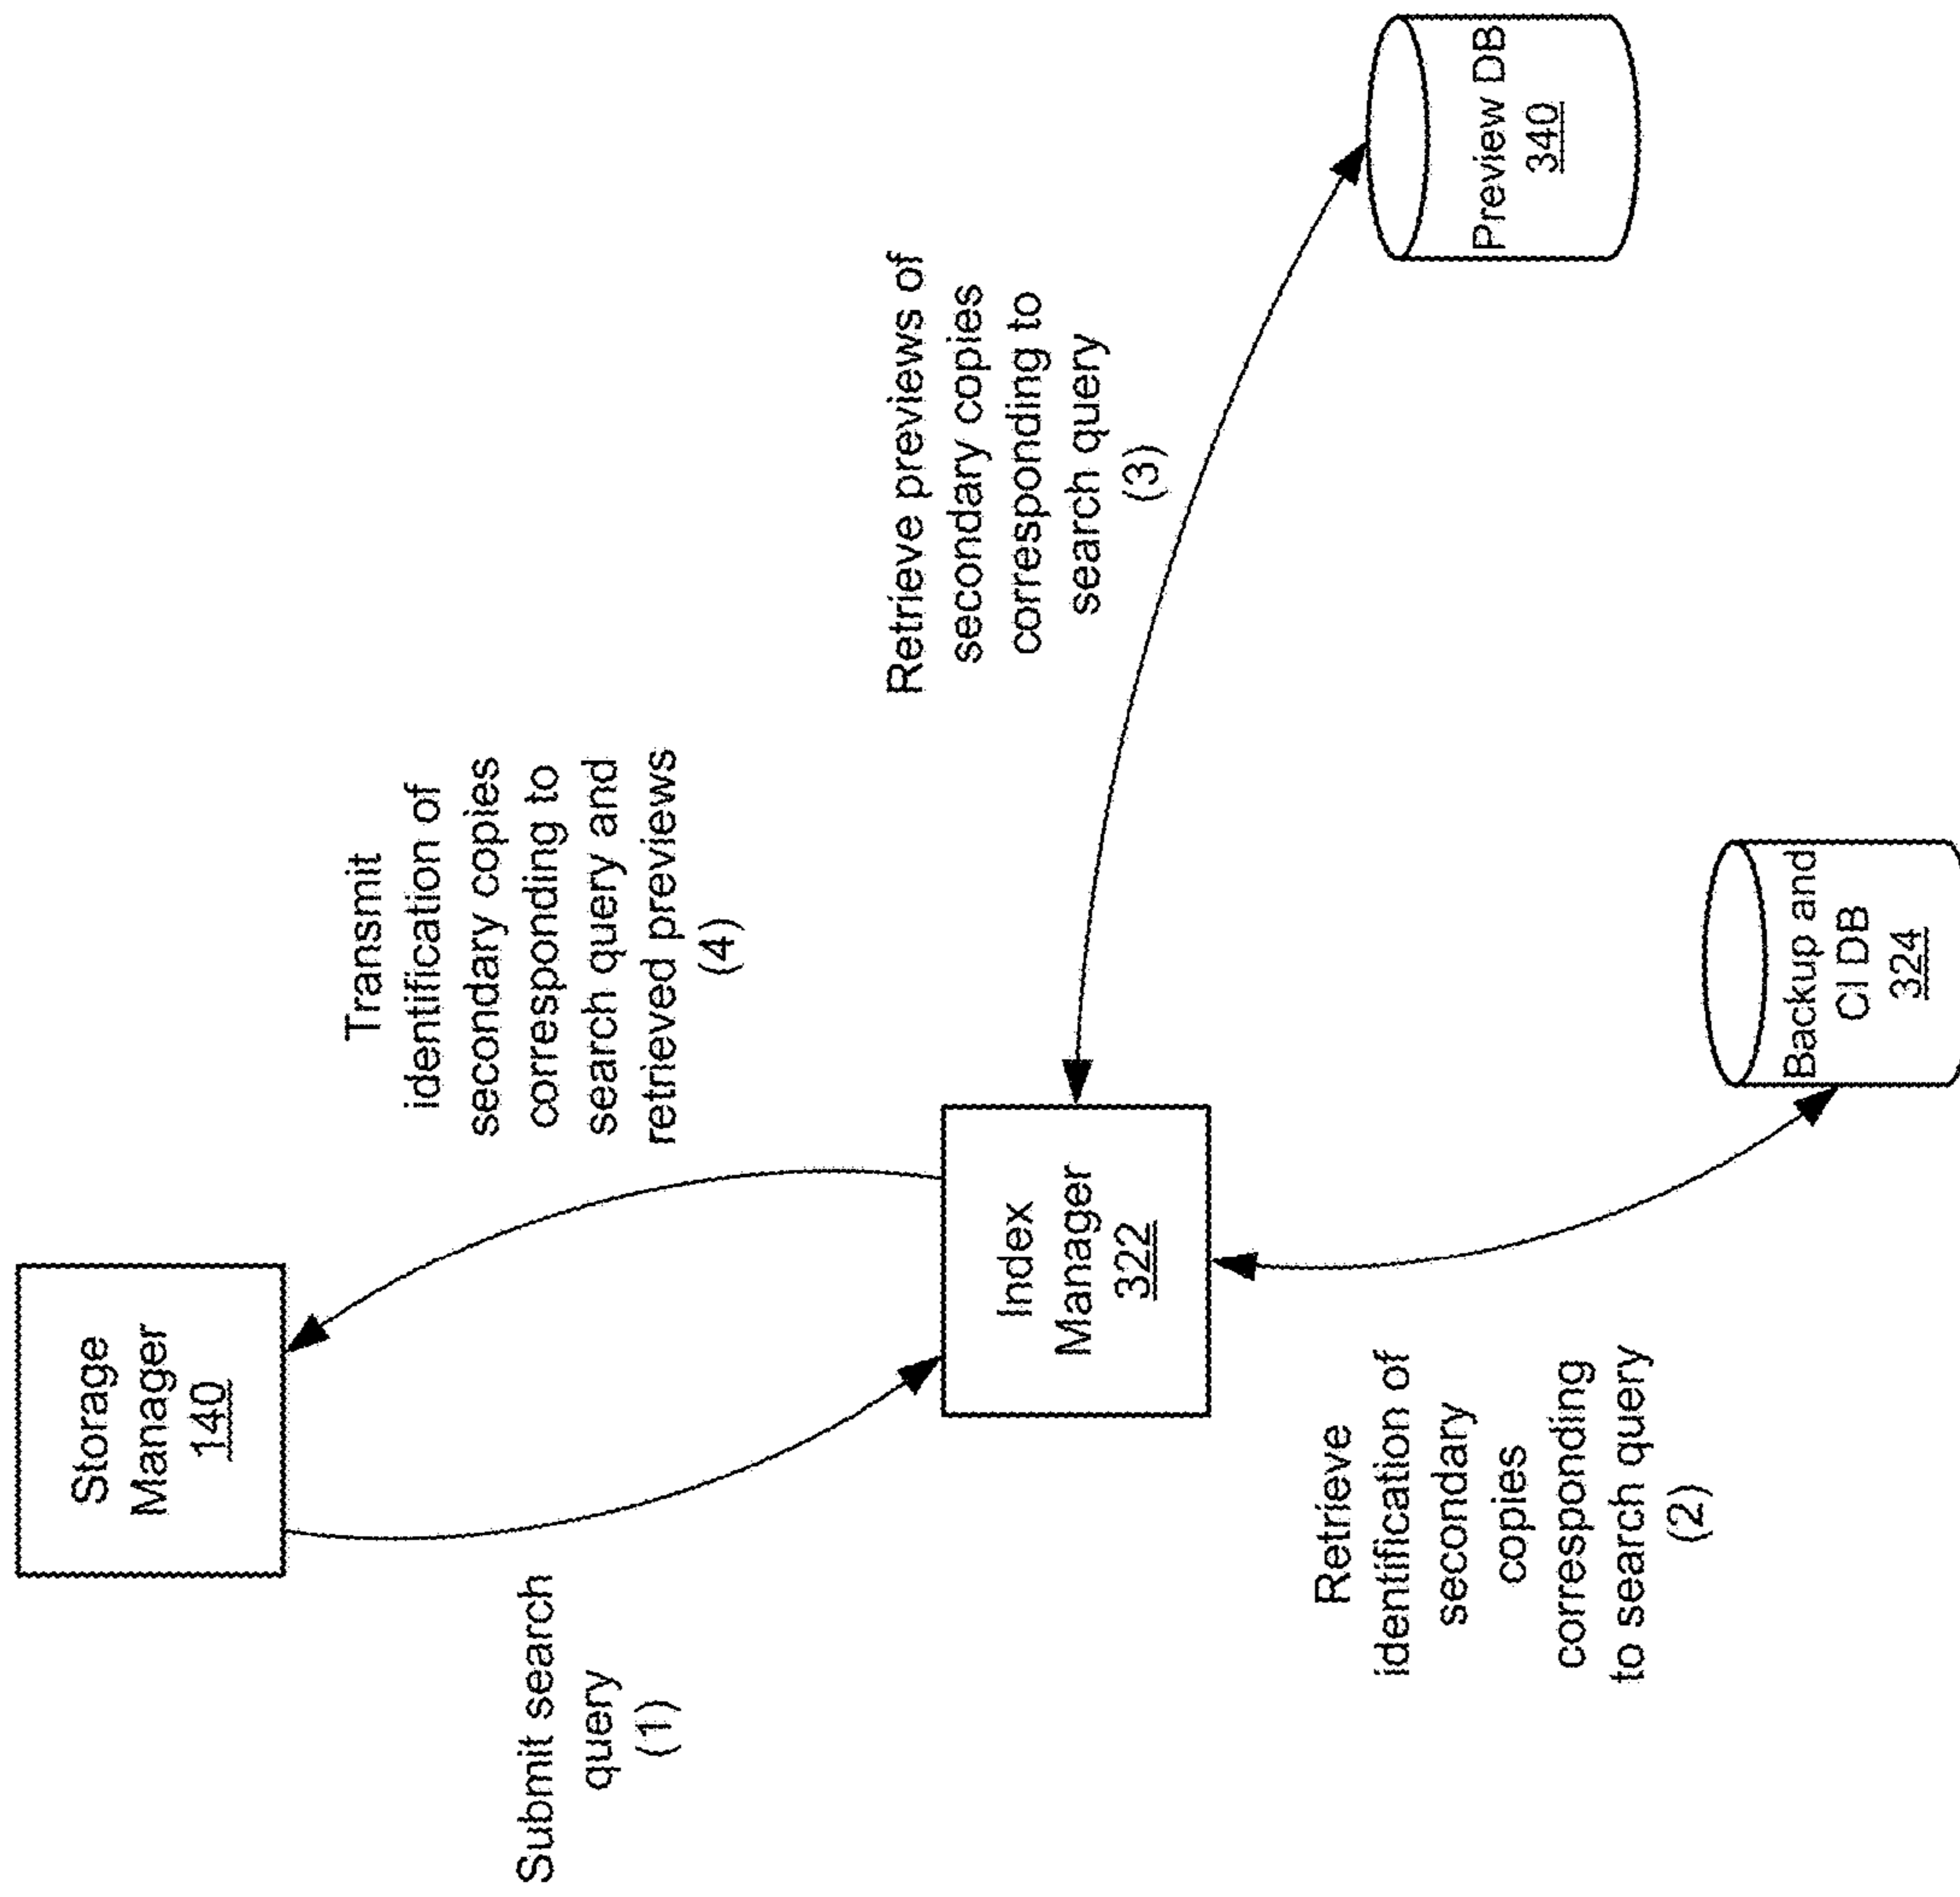 Storage
Manager
140
Submit search
query
(1)
Transmit
identification of
secondary copies
corresponding to
search query and
retrieved previews
(4)
Index
Manager
322
Retrieve
identification of
secondary
copies
corresponding
to search query
(2)
Retrieve previews of
secondary copies
corresponding to
search query
(3)
Backup and
CI DB
324
Preview DB
340